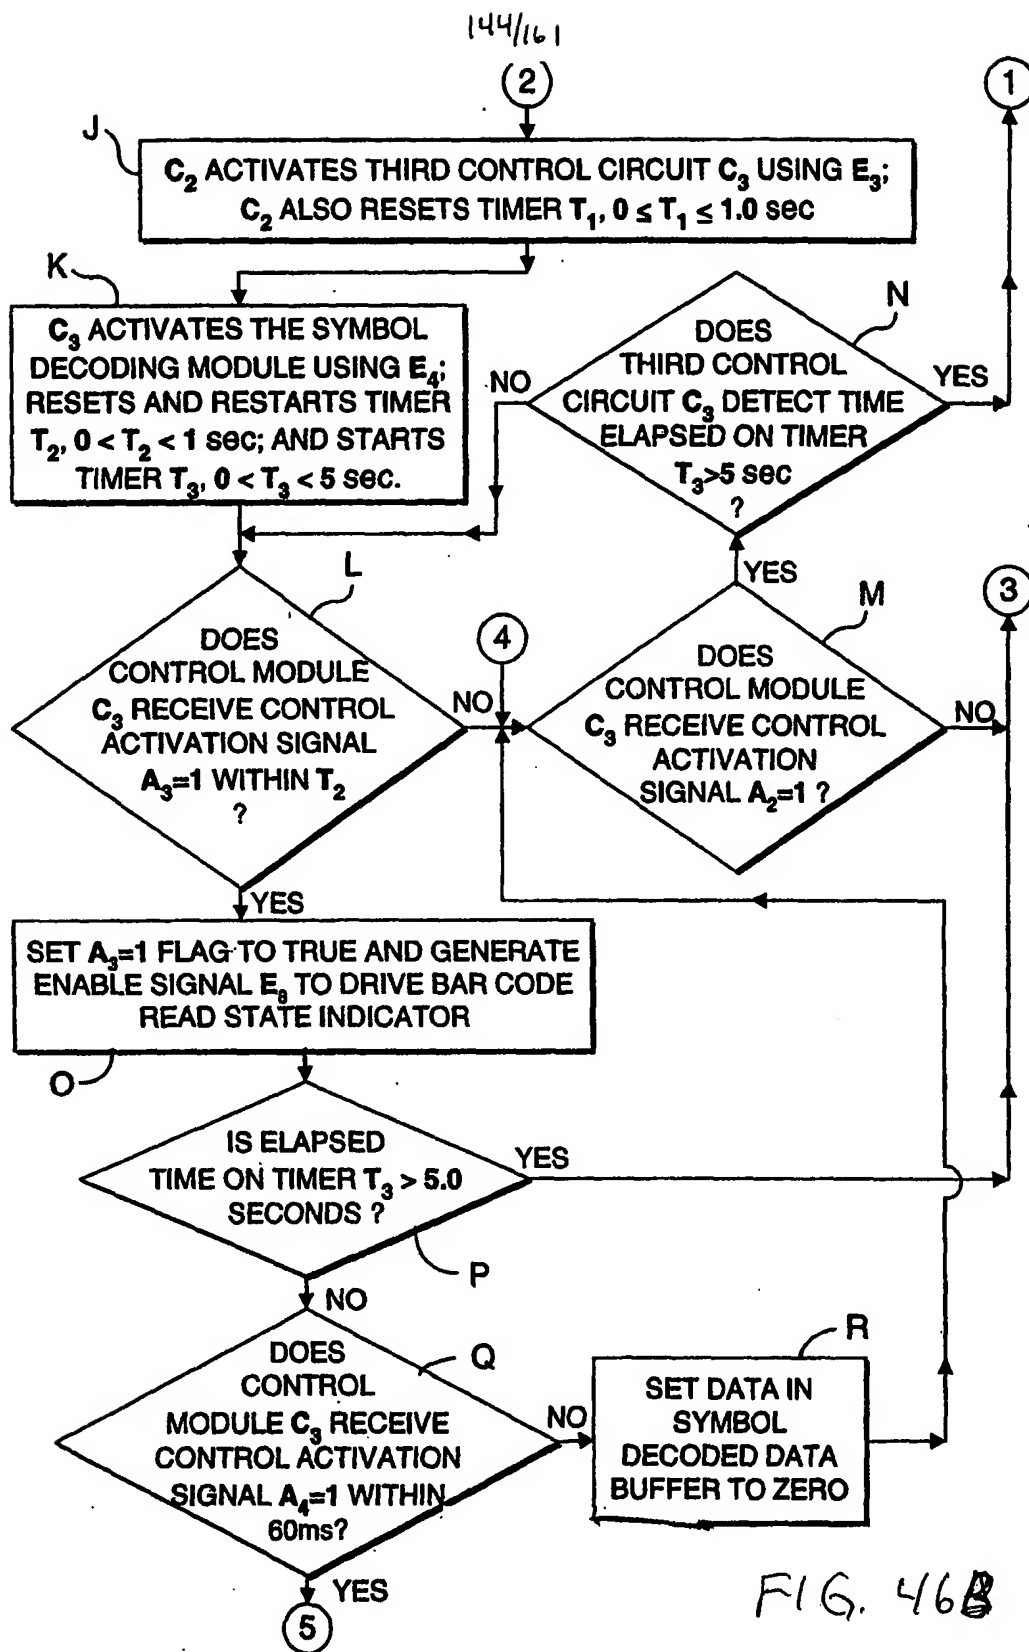 144/161
2
1
J
C2 ACTIVATES THIRD CONTROL CIRCUIT C3 USING E3;
C2 ALSO RESETS TIMER T1, 0 ≤ T1 ≤ 1.0 sec
K
C3 ACTIVATES THE SYMBOL
DECODING MODULE USING E4;
RESETS AND RESTARTS TIMER
T2, 0 < T2 < 1 sec; AND STARTS
TIMER T3, 0 < T3 < 5 sec.
N
DOES
THIRD CONTROL
CIRCUIT C3 DETECT TIME
ELAPSED ON TIMER
T3>5 sec
?
NO
YES
YES
L
DOES
CONTROL MODULE
C3 RECEIVE CONTROL
ACTIVATION SIGNAL
A3=1 WITHIN T2
?
NO
4
M
DOES
CONTROL MODULE
C3 RECEIVE CONTROL
ACTIVATION
SIGNAL A2=1 ?
NO
3
YES
SET A3=1 FLAG TO TRUE AND GENERATE
ENABLE SIGNAL E8 TO DRIVE BAR CODE
READ STATE INDICATOR
O
IS ELAPSED
TIME ON TIMER T3 > 5.0
SECONDS ?
YES
P
NO
DOES
CONTROL
MODULE C3 RECEIVE
CONTROL ACTIVATION
SIGNAL A4=1 WITHIN
60ms?
Q
NO
R
SET DATA IN
SYMBOL
DECODED DATA
BUFFER TO ZERO
YES
5
FIG. 46B